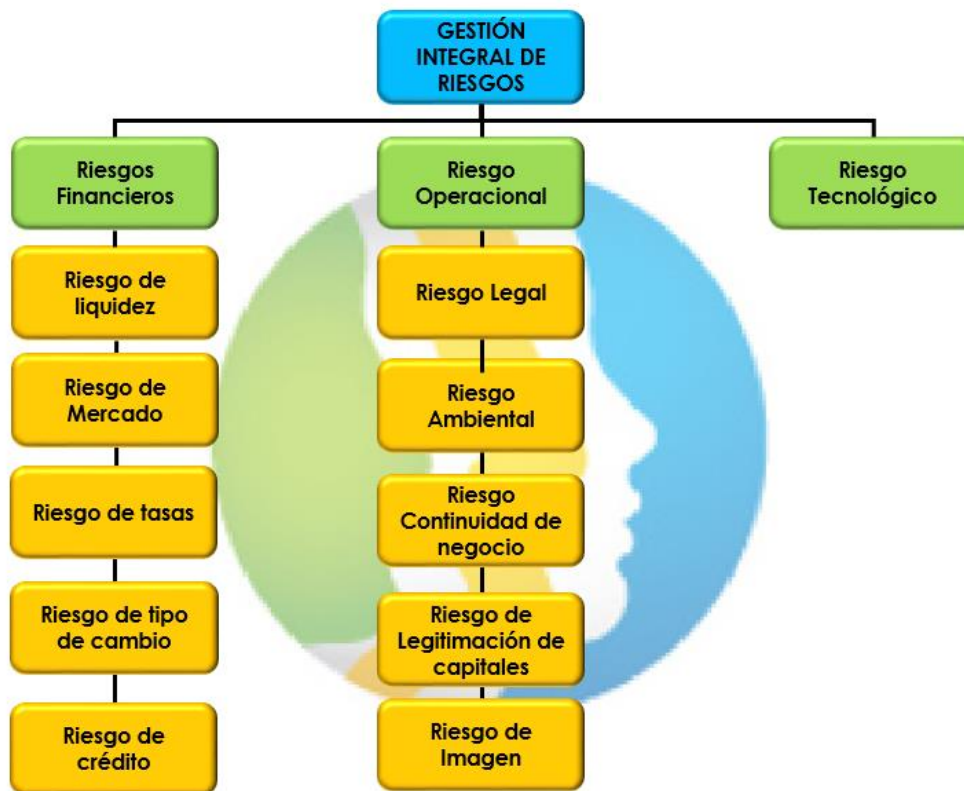 GESTIÓN
INTEGRAL DE
RIESGOS
Riesgos
Financieros
Riesgo
Operacional
Riesgo
Tecnológico
Riesgo de
liquidez
Riesgo Legal
Riesgo de
Mercado
Riesgo
Ambiental
Riesgo de tasas
Riesgo
Continuidad de
negocio
Riesgo de tipo
de cambio
Riesgo de
Legitimación de
capitales
Riesgo de
crédito
Riesgo de
Imagen